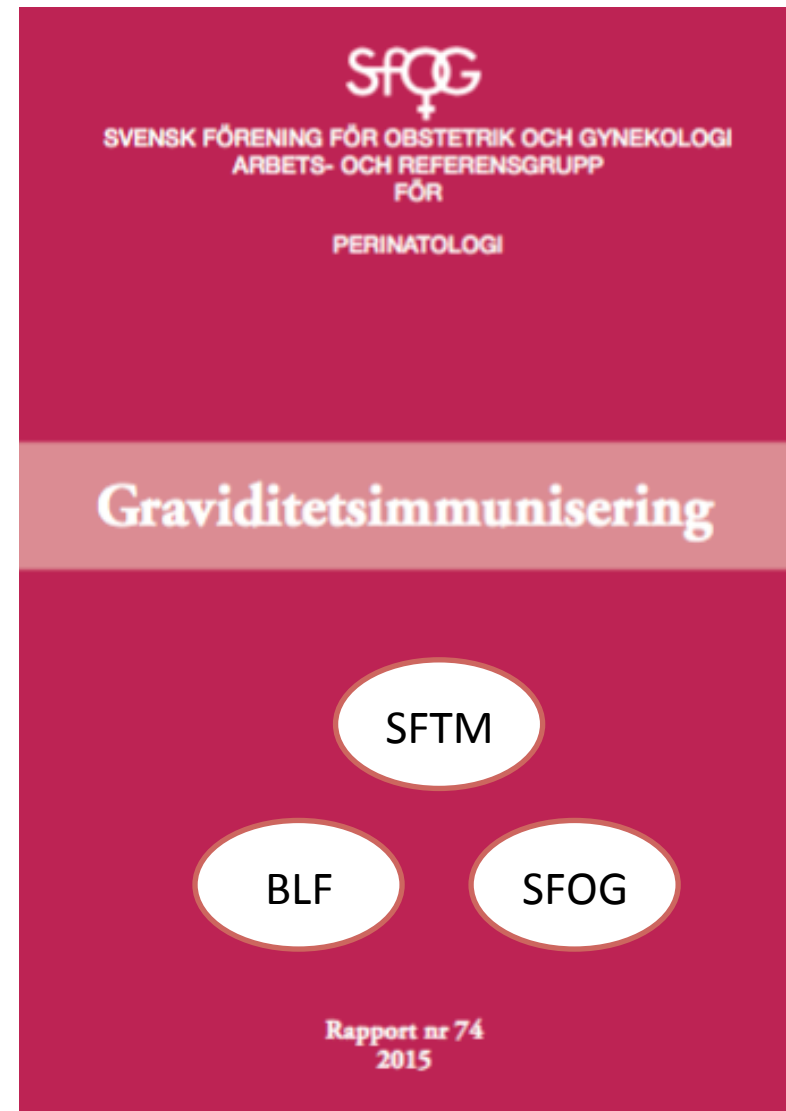 SFOG
SVENSK FÖRENING FÖR OBSTETRIK OCH GYNEKOLOGI
ARBETS- OCH REFERENSGRUPP
FÖR
PERINATOLOGI
Graviditetsimmunisering
SFTM
BLF
SFOG
Rapport nr 74
2015